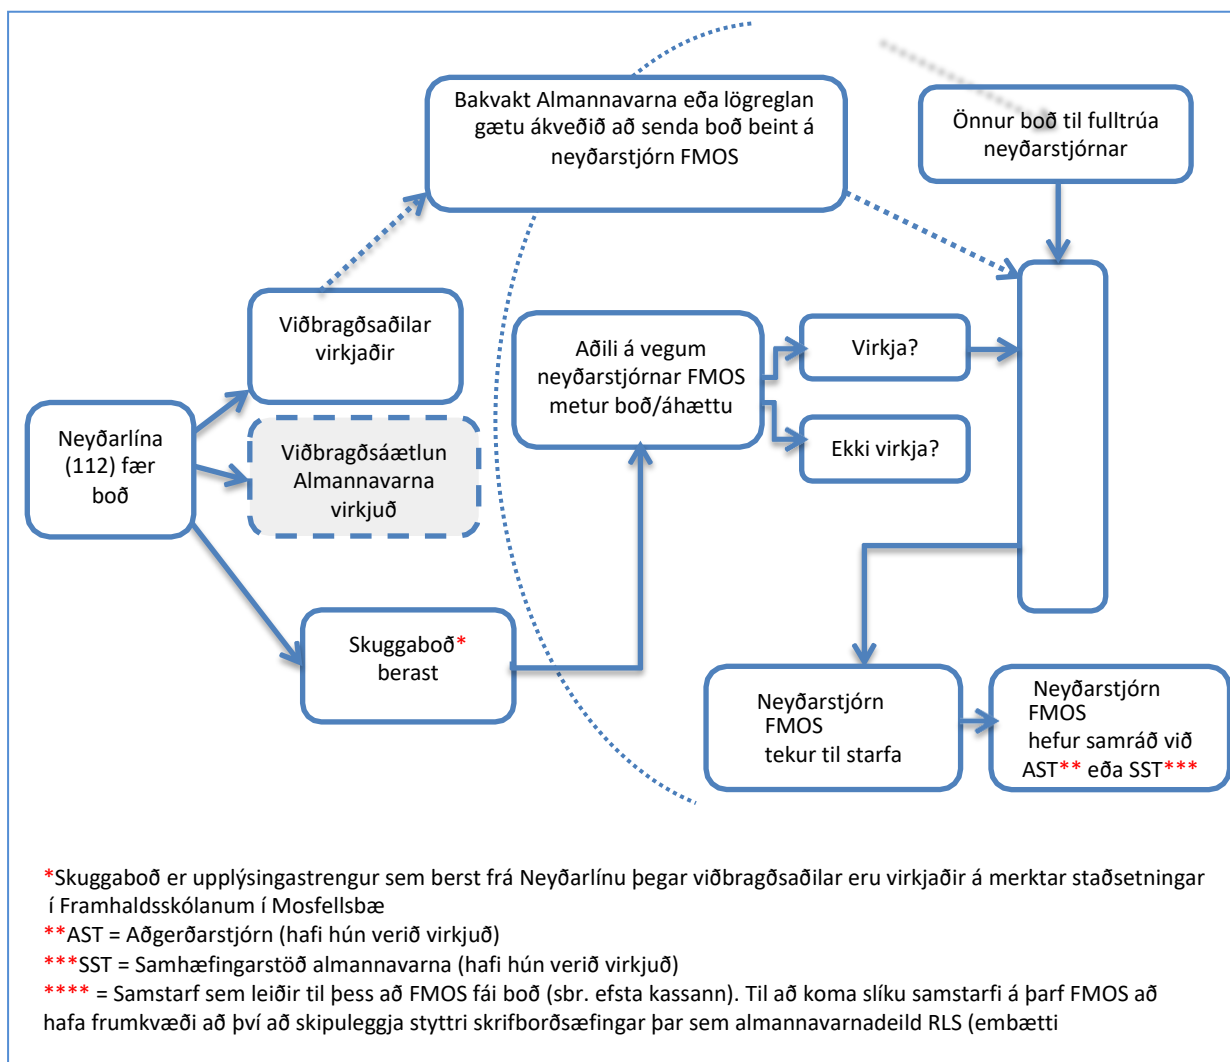 Bakvakt Almannavarna eða lögreglan
gætu ákveðið að senda boð beint á
neyðarstjórn FMOS
Önnur boð til fulltrúa
neyðarstjórnar
Viðbragðsaðilar
virkjaðir
Aðili á vegum
neyðarstjórnar FMOS
metur boð/áhættu
Virkja?
Ekki virkja?
Neyðarlína
(112) fær
boð
Viðbragðsáætlun
Almannavarna
virkjuð
Skuggaboð*
berast
Neyðarstjórn
FMOS
tekur til starfa
Neyðarstjórn
FMOS
hefur samráð við
AST** eða SST***
*Skuggaboð er upplýsingastrengur sem berst frá Neyðarlínu þegar viðbragðsaðilar eru virkjaðir á merktar staðsetningar
í Framhaldsskólanum í Mosfellsbæ
**AST = Aðgerðarstjórn (hafi hún verið virkjuð)
***SST = Samhæfingarstöð almannavarna (hafi hún verið virkjuð)
**** = Samstarf sem leiðir til þess að FMOS fái boð (sbr. efsta kassann). Til að koma slíku samstarfi á þarf FMOS að
hafa frumkvæði að því að skipuleggja styttri skrifborðsæfingar þar sem almannavarnadeild RLS (embætti